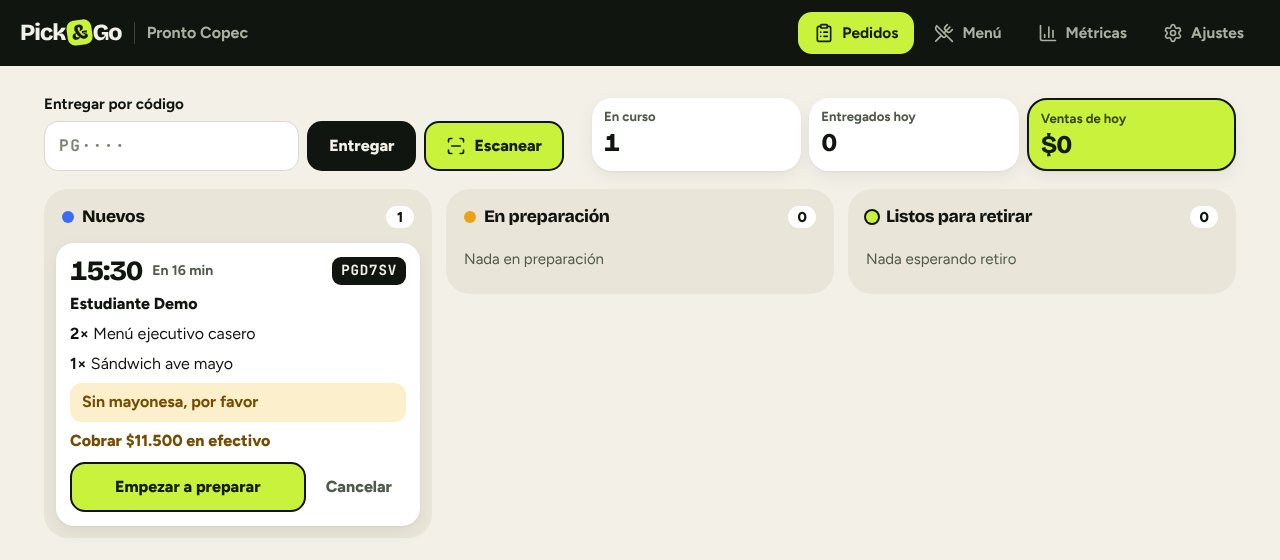 Pick&Go Pronto Copec
Pedidos Menú Métricas Ajustes
Entregar por código
PG····
Entregar
Escanear
En curso
1
Entregados hoy
0
Ventas de hoy
$0
Nuevos 1
15:30 En 16 min PGD7SV
Estudiante Demo
2× Menú ejecutivo casero
1× Sándwich ave mayo
Sin mayonesa, por favor
Cobrar $11.500 en efectivo
Empezar a preparar Cancelar
En preparación 0
Nada en preparación
Listos para retirar 0
Nada esperando retiro